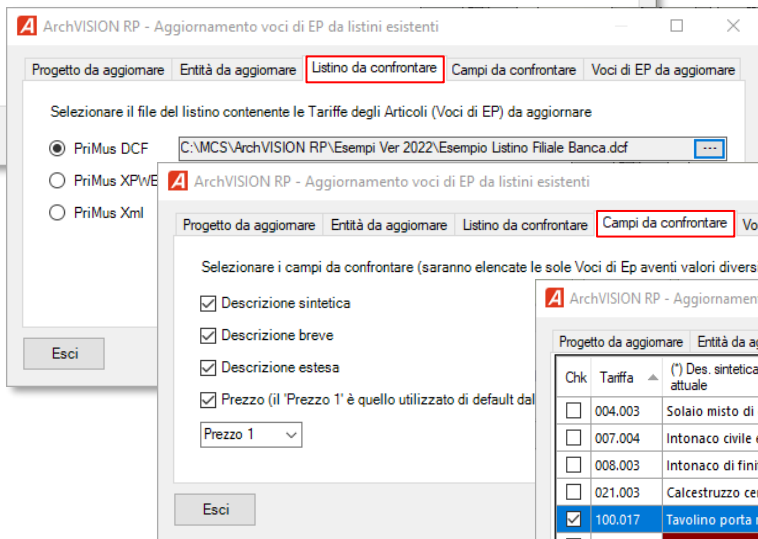 ArchVISION RP - Aggiornamento voci di EP da listini esistenti
Progetto da aggiornare Entità da aggiornare Listino da confrontare Campi da confrontare Voci di EP da aggiornare
Selezionare il file del listino contenente le Tariffe degli Articoli (Voci di EP) da aggiornare
PriMus DCF C:\MCS\ArchVISION RP\Esempi Ver 2022\Esempio Listino Filiale Banca.dcf ...
PriMus XPWE
PriMus Xml
Esci
ArchVISION RP - Aggiornamento voci di EP da listini esistenti
Progetto da aggiornare Entità da aggiornare Listino da confrontare Campi da confrontare Vo
Selezionare i campi da confrontare (saranno elencate le sole Voci di Ep aventi valori diversi
Descrizione sintetica
Descrizione breve
Descrizione estesa
Prezzo (il 'Prezzo 1' è quello utilizzato di default dal
Prezzo 1
Esci
ArchVISION RP - Aggiornamen
Progetto da aggiornare Entità da ag
Chk Tariffa (*) Des. sintetica
attuale
004.003 Solaio misto di
007.004 Intonaco civile e
008.003 Intonaco di fini
021.003 Calcestruzzo ce
100.017 Tavolino porta